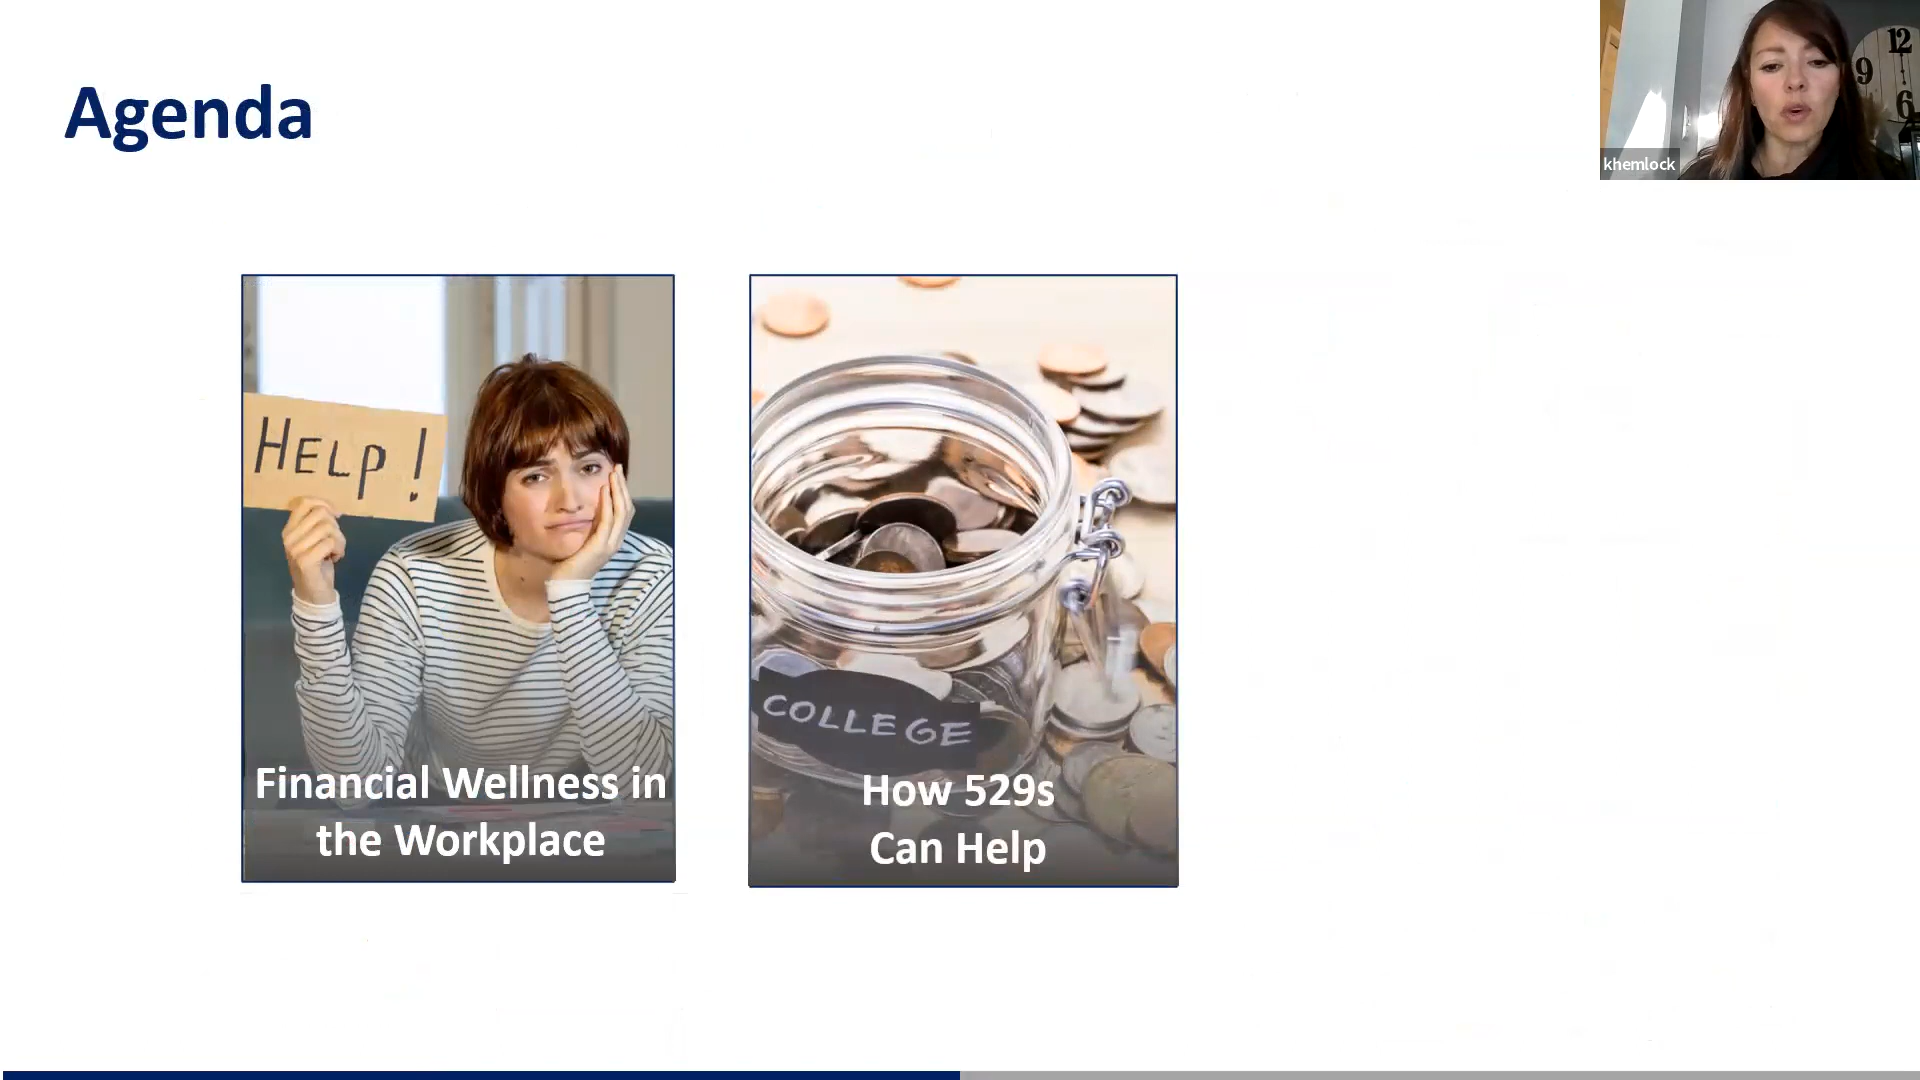 Agenda
12
9
6
khemlock
HELP!
COLLEGE
Financial Wellness in
the Workplace
How 529s
Can Help